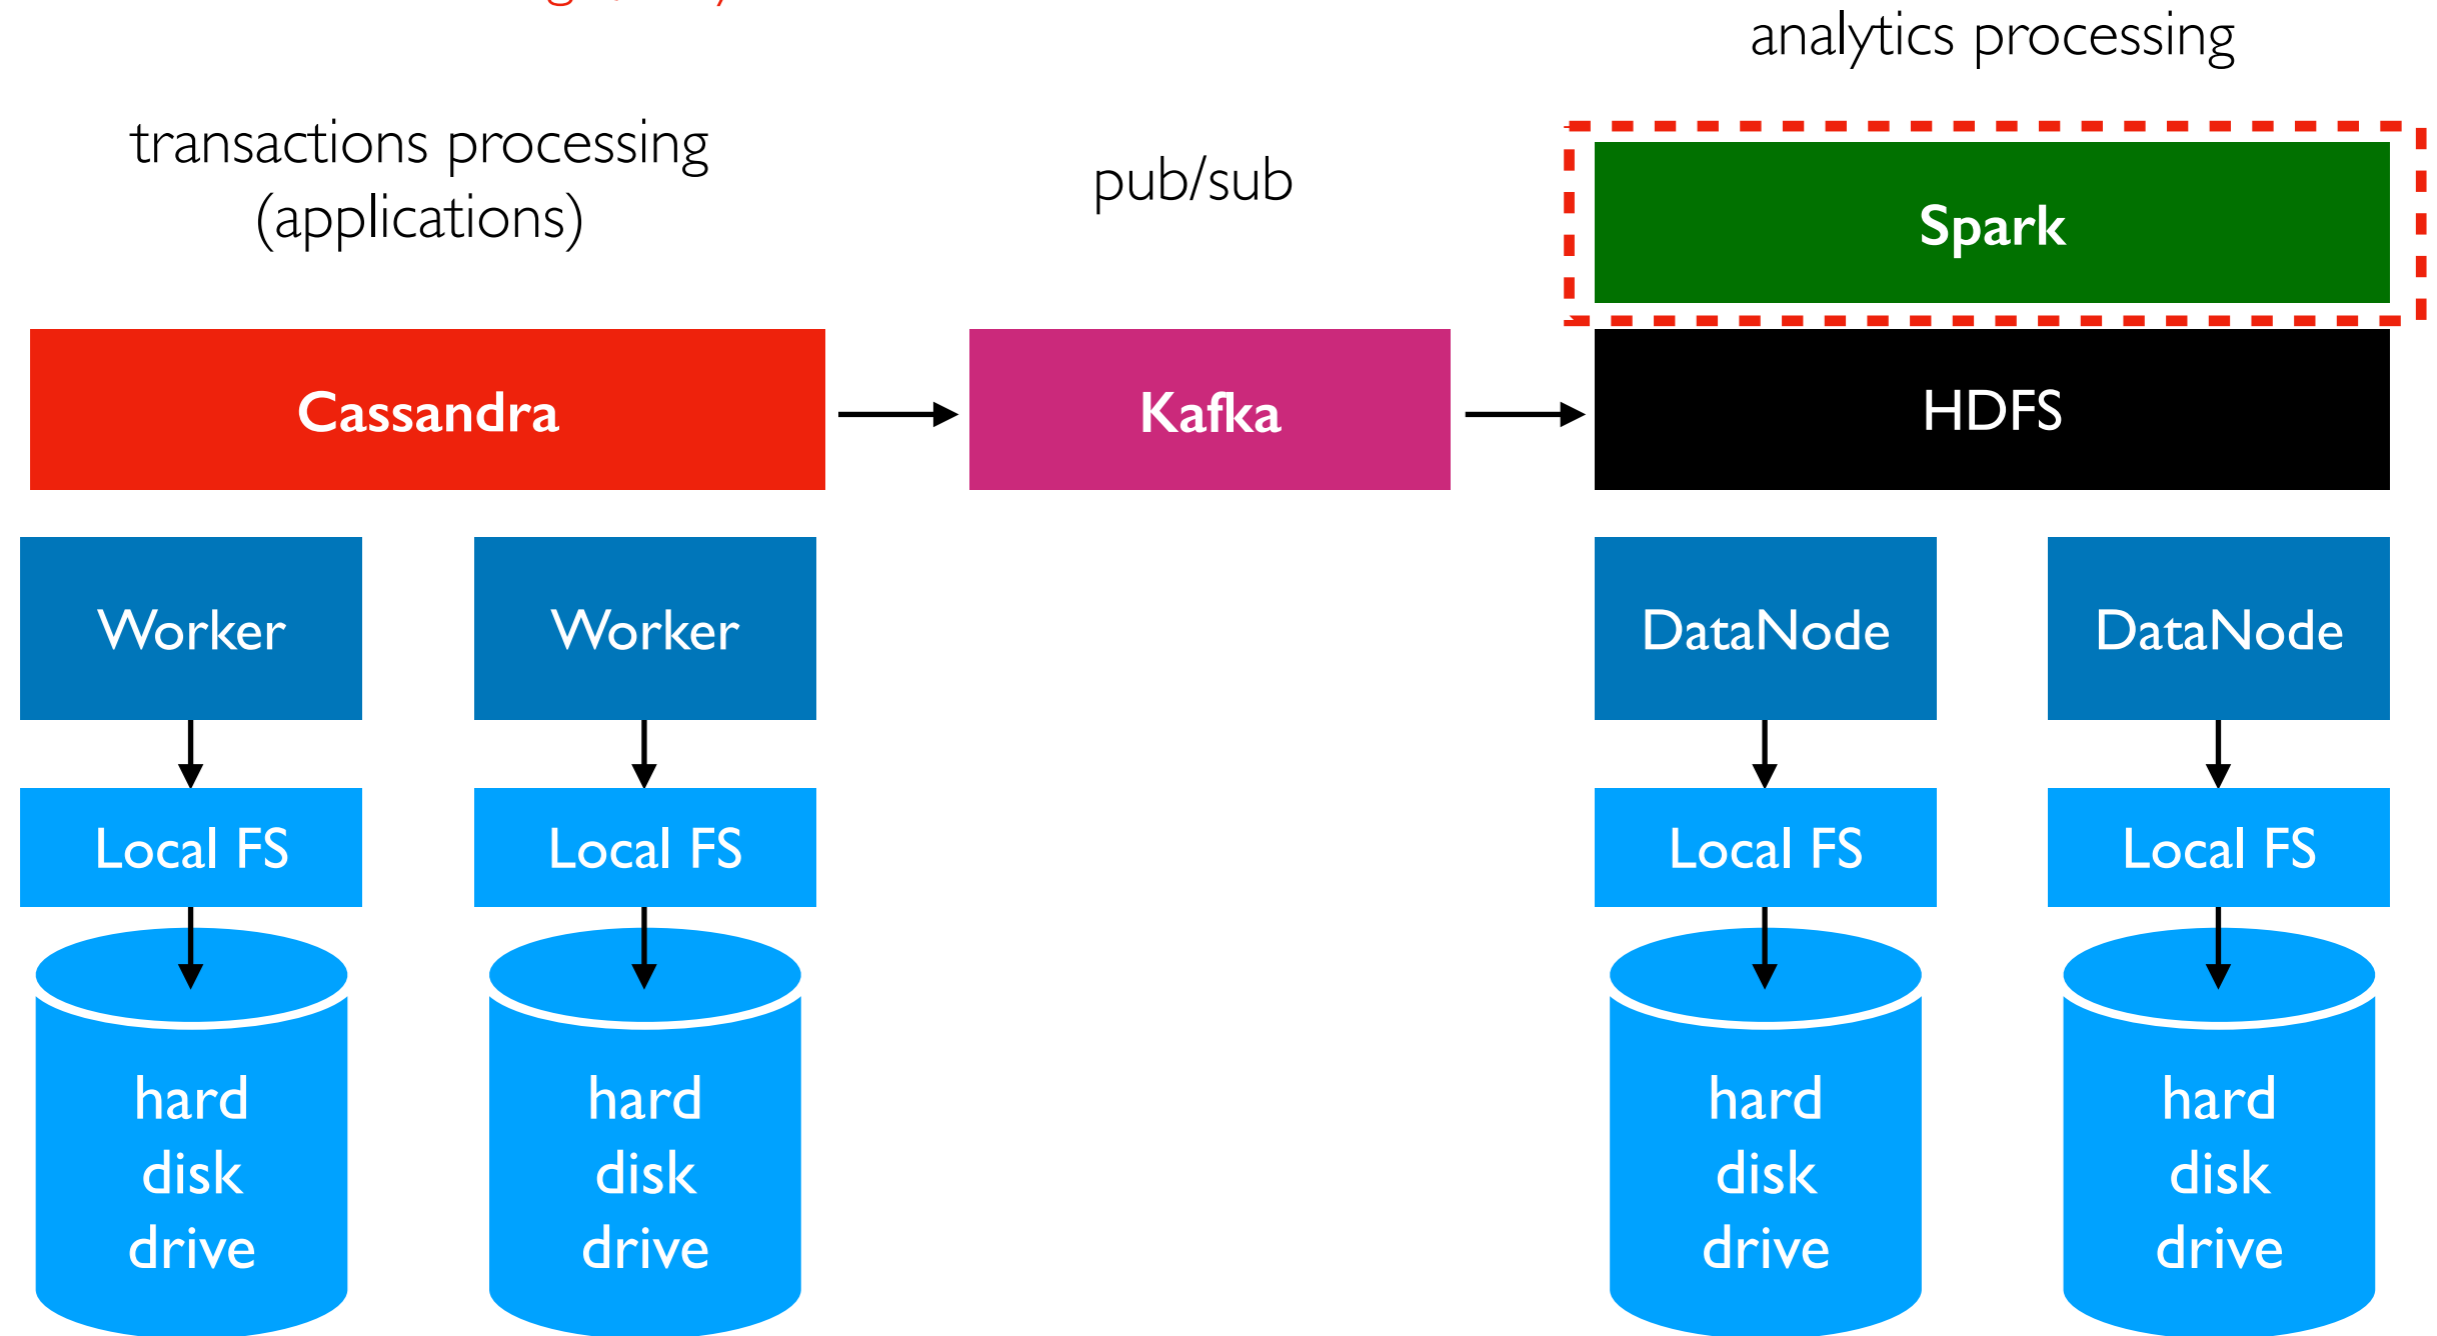 analytics processing
transactions processing
(applications)
pub/sub
Spark
Cassandra
Kafka
HDFS
Worker
Worker
DataNode
DataNode
Local FS
Local FS
Local FS
Local FS
hard
disk
drive
hard
disk
drive
hard
disk
drive
hard
disk
drive